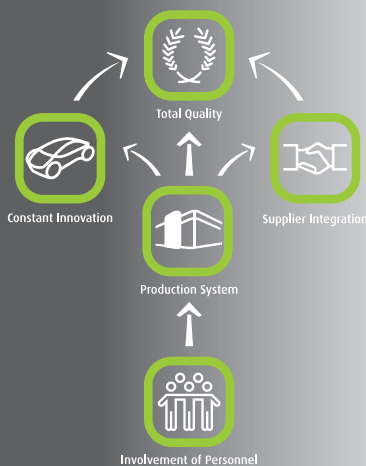 Total Quality
Constant Innovation
Supplier Integration
Production System
Involvement of Personnel